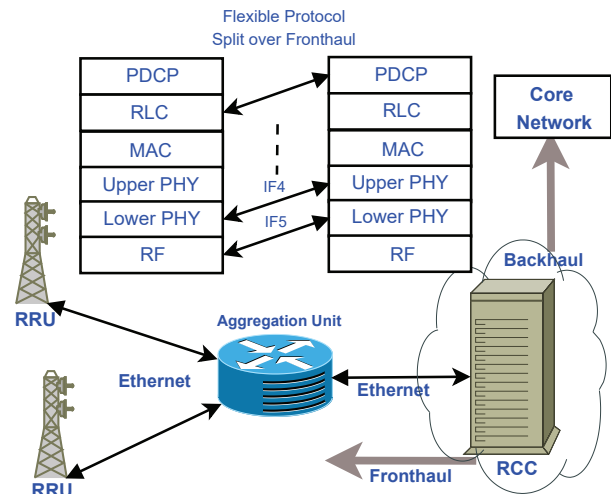 Flexible Protocol
Split over Fronthaul
PDCP
RLC
MAC
Upper PHY
Lower PHY
RF
PDCP
RLC
MAC
Upper PHY
Lower PHY
RF
IF4
IF5
Core
Network
Backhaul
RRU
Aggregation Unit
Ethernet
Ethernet
RCC
Fronthaul
RRU